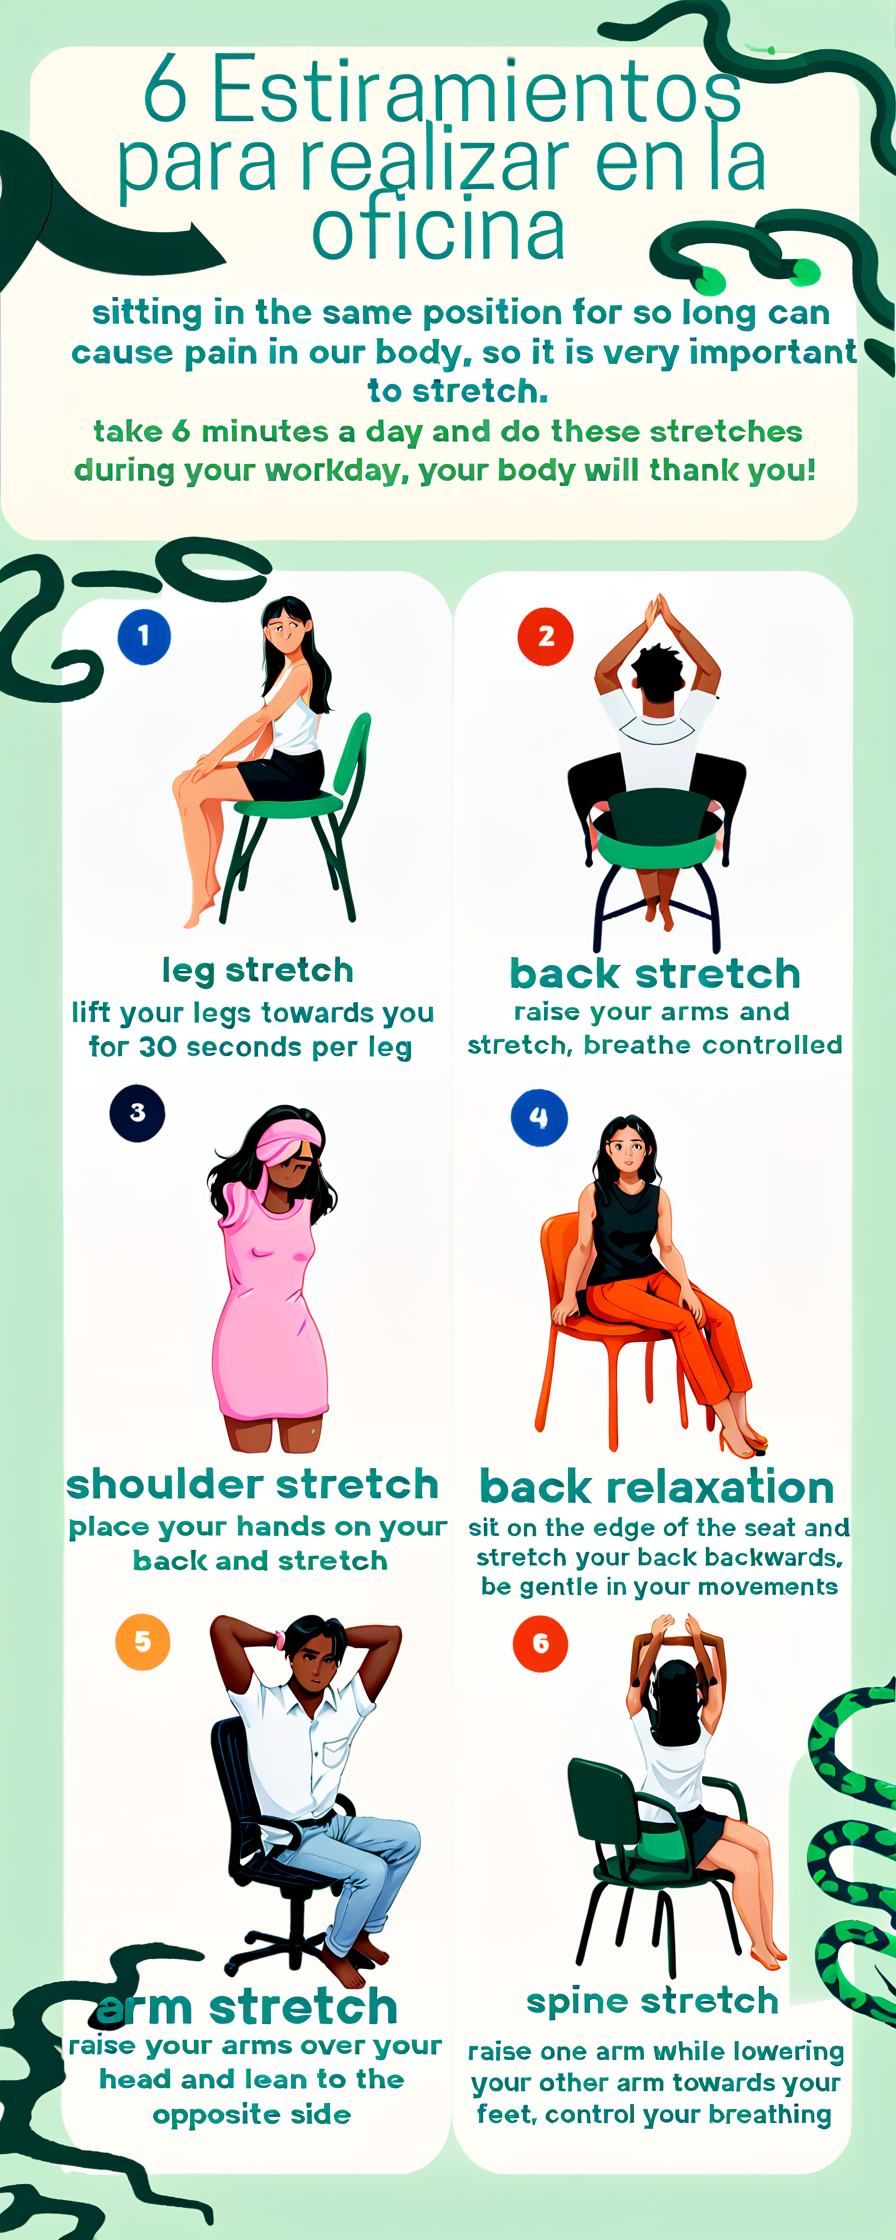 6 Estiramientos
para realizar en la
oficina
sitting in the same position for so long can
cause pain in our body, so it is very important
to stretch.
take 6 minutes a day and do these stretches
during your workday, your body will thank you!
1
2
leg stretch
lift your legs towards you
for 30 seconds per leg
back stretch
raise your arms and
stretch, breathe controlled
3
4
shoulder stretch
place your hands on your
back and stretch
back relaxation
sit on the edge of the seat and
stretch your back backwards,
be gentle in your movements
5
6
arm stretch
raise your arms over your
head and lean to the
opposite side
spine stretch
raise one arm while lowering
your other arm towards your
feet, control your breathing